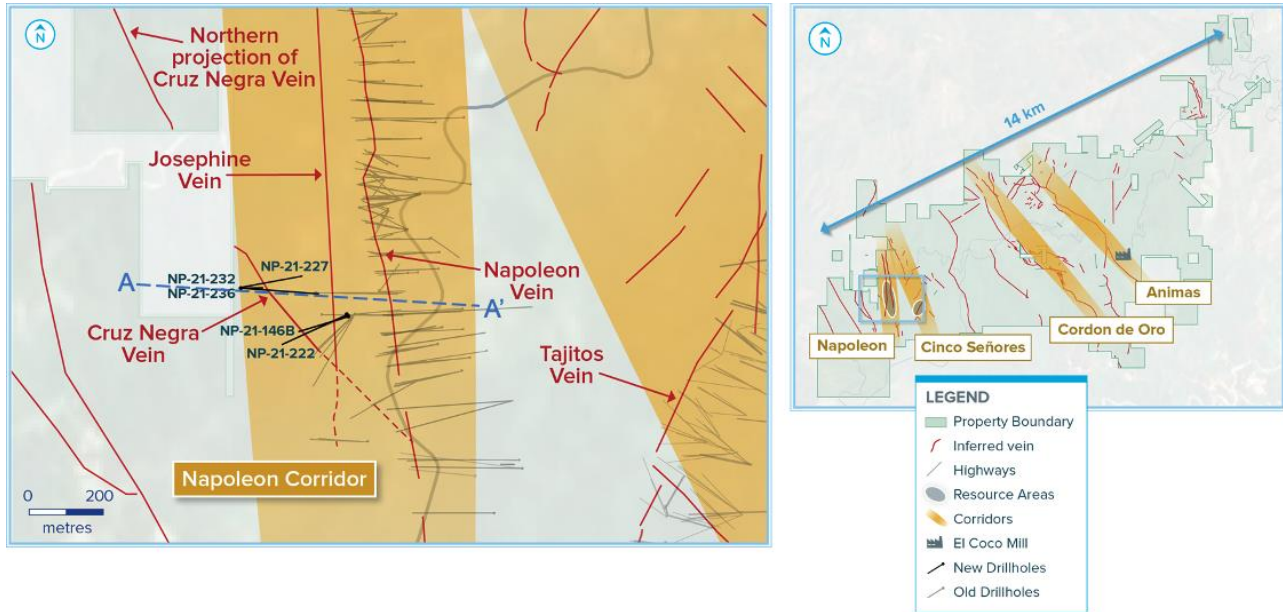 N
Northern
projection of
Cruz Negra Vein
Josephine
Vein
NP-21-227
NP-21-232
NP-21-236
A
A'
Napoleon
Vein
Cruz Negra
Vein
NP-21-146B
NP-21-222
Tajitos
Vein
Napoleon Corridor
0 200
metres
N
14 km
Animas
Cordon de Oro
Napoleon
Cinco Señores
LEGEND
Property Boundary
Inferred vein
Highways
Resource Areas
Corridors
El Coco Mill
New Drillholes
Old Drillholes